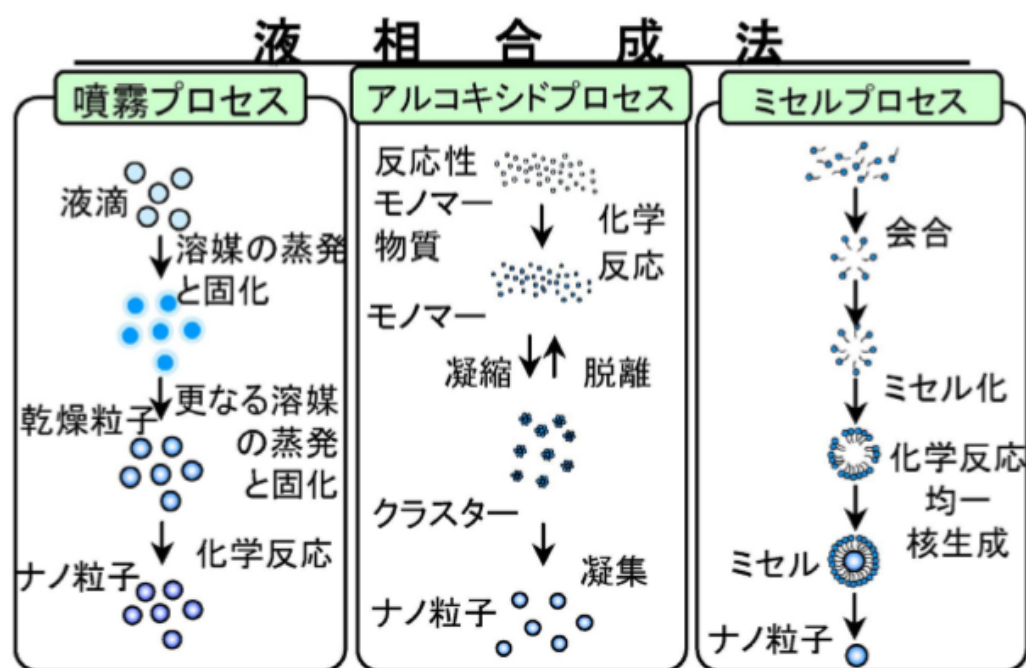 液相合成法
噴霧プロセス
液滴
溶媒の蒸発
と固化
乾燥粒子
更なる溶媒
の蒸発
と固化
化学反応
ナノ粒子
アルコキシドプロセス
反応性
モノマー
物質
化学
反応
モノマー
凝縮
脱離
クラスター
凝集
ナノ粒子
ミセルプロセス
会合
ミセル化
化学反応
均一
核生成
ミセル
ナノ粒子